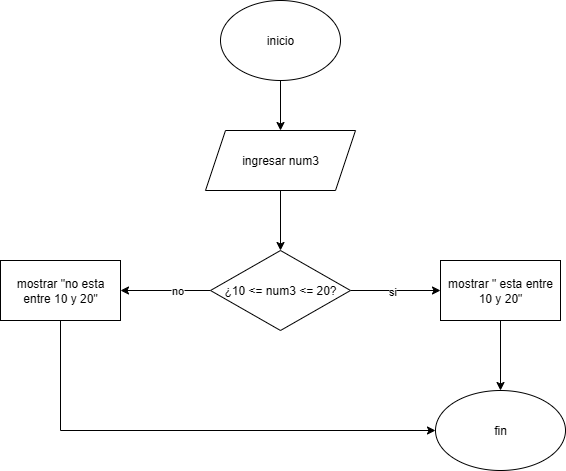 inicio
ingresar num3
mostrar "no esta
entre 10 y 20"
no
¿10 <= num3 <= 20?
si
mostrar " esta entre
10 y 20"
fin